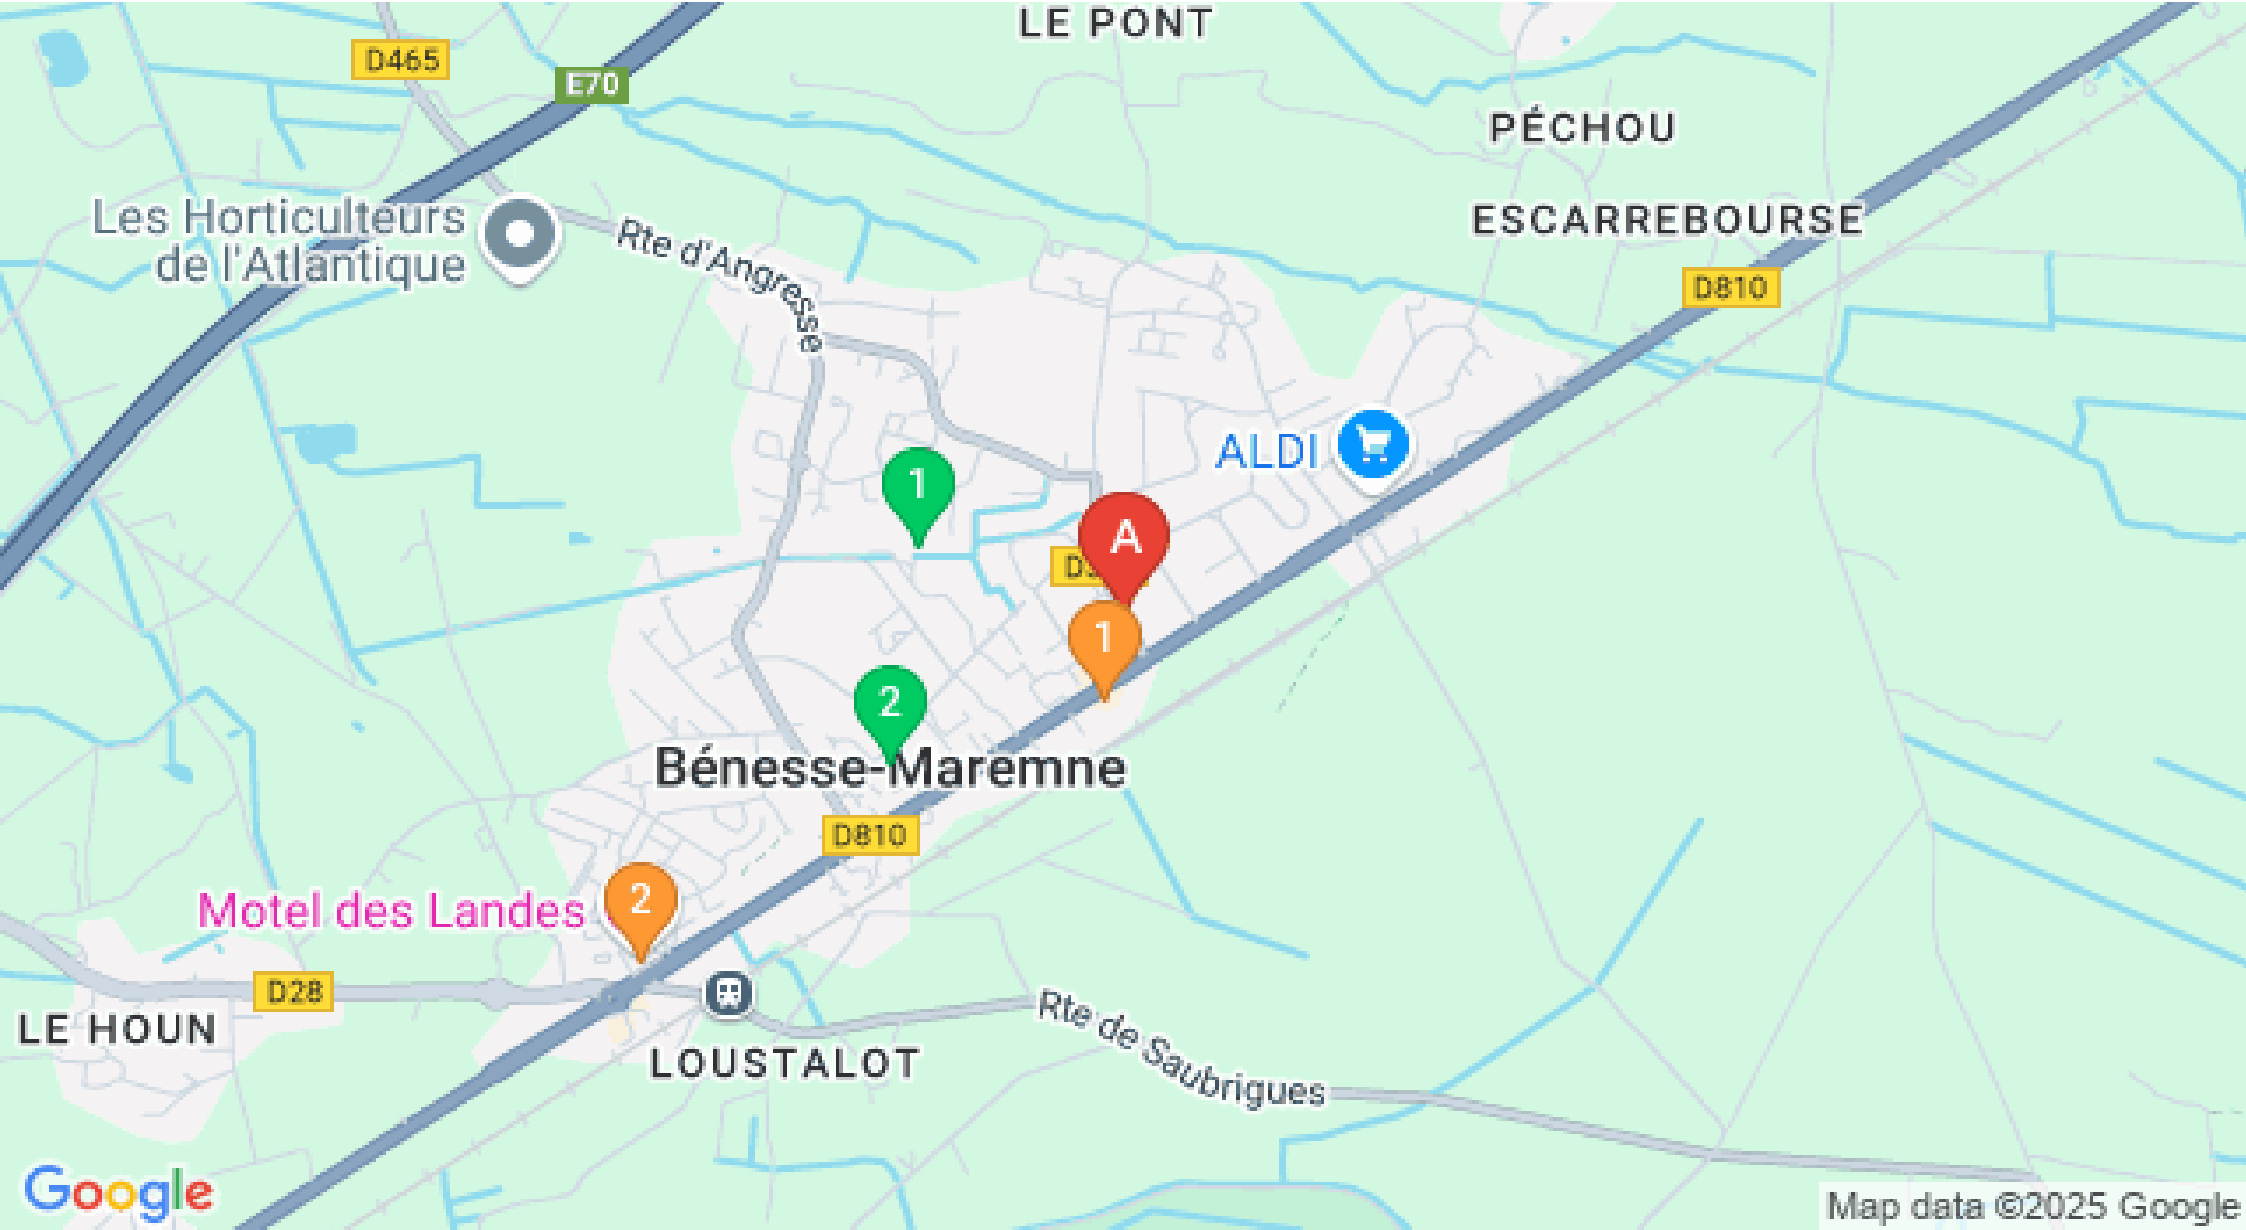 LE PONT
D465
E70
PÉCHOU
Les Horticulteurs
de l'Atlantique
Rte d'Angresse
ESCARREBOURSE
D810
ALDI
1
A
1
2
Bénesse-Maremne
D810
Motel des Landes
2
D28
LE HOUN
LOUSTALOT
Rte de Saubrigues
Google
Map data ©2025 Google